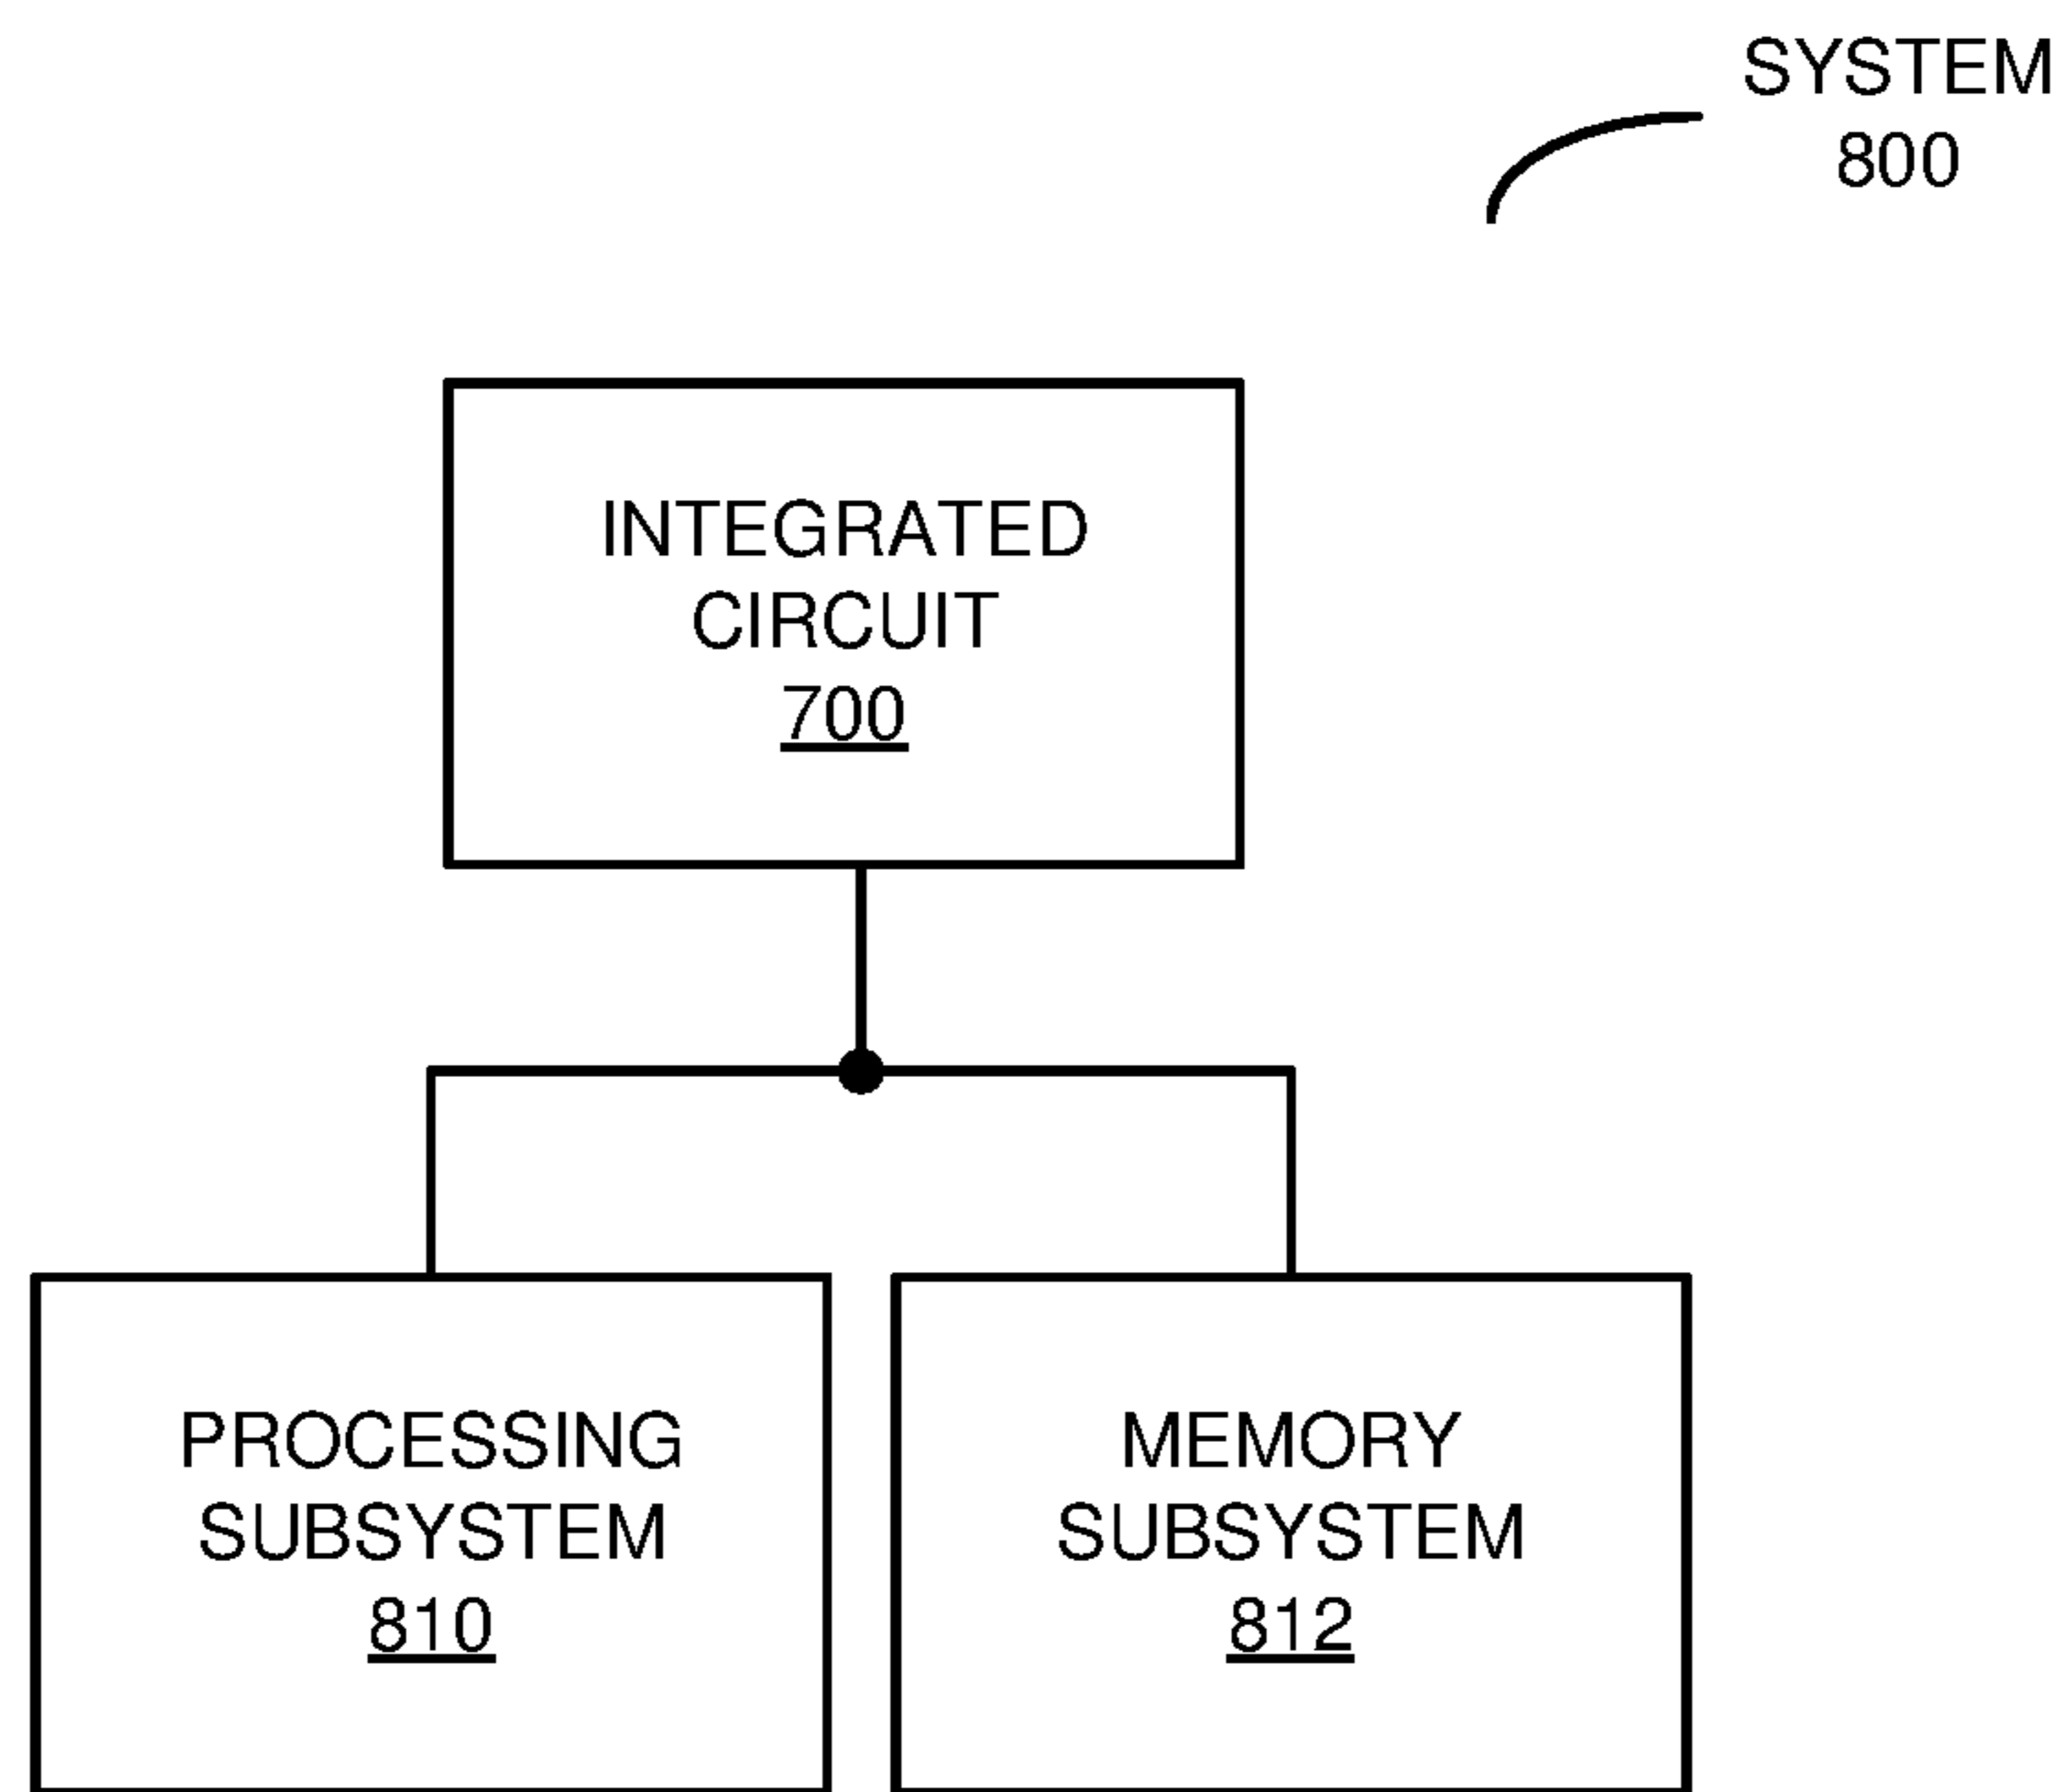 SYSTEM
800
INTEGRATED
CIRCUIT
700
PROCESSING
SUBSYSTEM
810
MEMORY
SUBSYSTEM
812